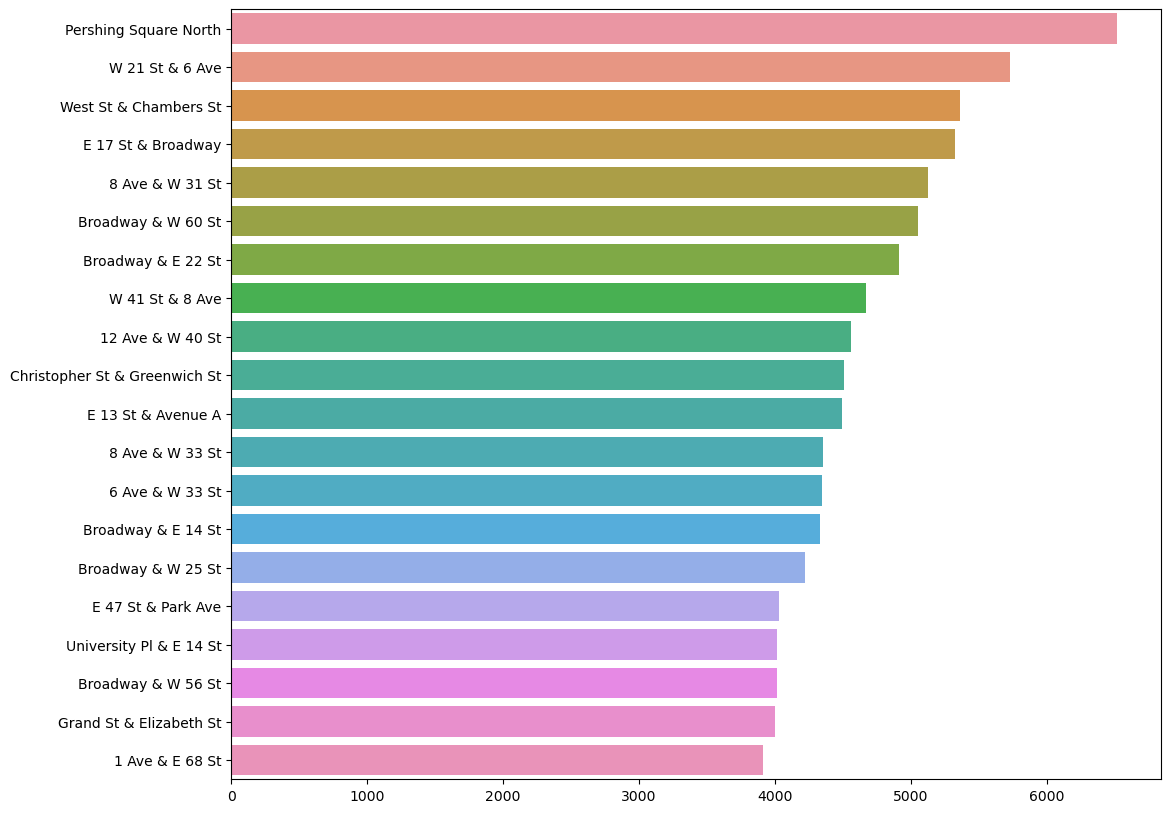 Pershing Square North
W 21 St & 6 Ave
West St & Chambers St
E 17 St & Broadway
8 Ave & W 31 St
Broadway & W 60 St
Broadway & E 22 St
W 41 St & 8 Ave
12 Ave & W 40 St
Christopher St & Greenwich St
E 13 St & Avenue A
8 Ave & W 33 St
6 Ave & W 33 St
Broadway & E 14 St
Broadway & W 25 St
E 47 St & Park Ave
University Pl & E 14 St
Broadway & W 56 St
Grand St & Elizabeth St
1 Ave & E 68 St
0 1000 2000 3000 4000 5000 6000